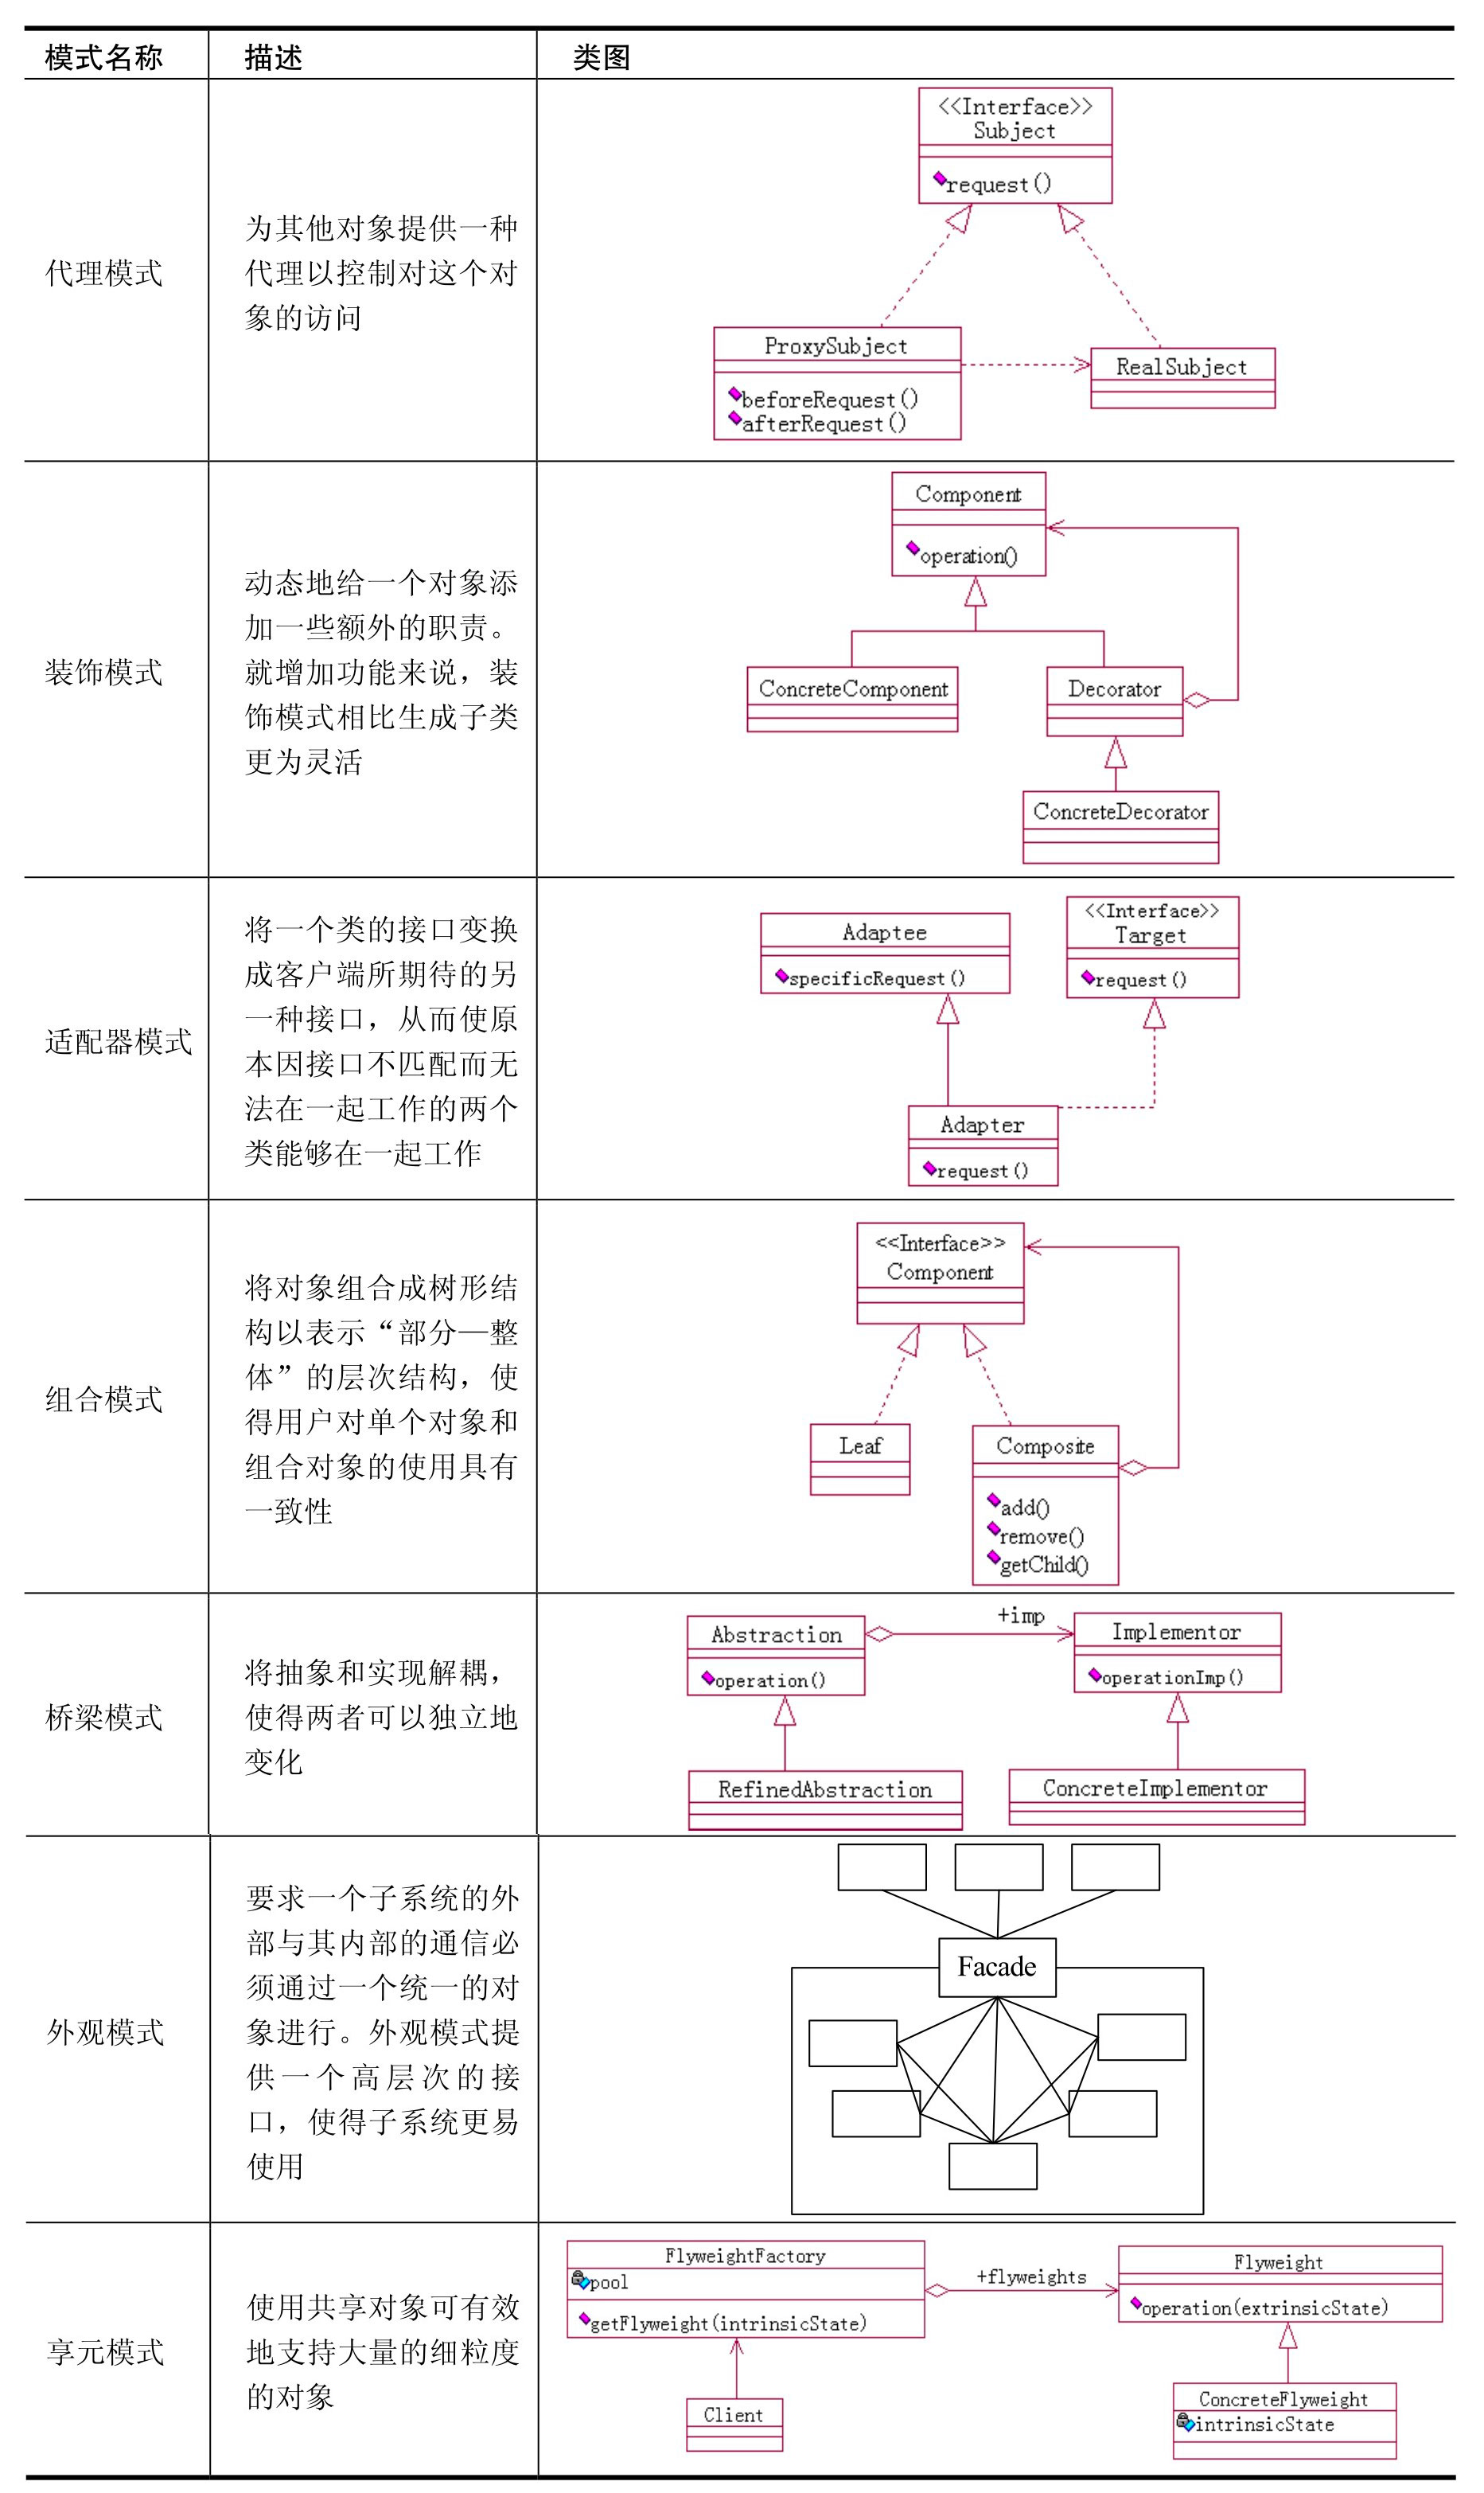 模式名称 描述 类图
代理模式
为其他对象提供一种
代理以控制对这个对
象的访问
<<Interface>>
Subject
request()
ProxySubject
beforeRequest()
afterRequest()
RealSubject
装饰模式
动态地给一个对象添
加一些额外的职责。
就增加功能来说，装
饰模式相比生成子类
更为灵活
Component
operation()
ConcreteComponent
Decorator
ConcreteDecorator
适配器模式
将一个类的接口变换
成客户端所期待的另
一种接口，从而使原
本因接口不匹配而无
法在一起工作的两个
类能够在一起工作
Adaptee
specificRequest()
<<Interface>>
Target
request()
Adapter
request()
组合模式
将对象组合成树形结
构以表示“部分—整
体”的层次结构，使
得用户对单个对象和
组合对象的使用具有
一致性
<<Interface>>
Component
Leaf
Composite
add()
remove()
getChild()
桥梁模式
将抽象和实现解耦，
使得两者可以独立地
变化
Abstraction
operation()
+imp
Implementor
operationImp()
RefinedAbstraction
ConcreteImplementor
外观模式
要求一个子系统的外
部与其内部的通信必
须通过一个统一的对
象进行。外观模式提
供一个高层次的接
口，使得子系统更易
使用
Facade
享元模式
使用共享对象可有效
地支持大量的细粒度
的对象
FlyweightFactory
pool
getFlyweight(intrinsicState)
+flyweights
Flyweight
operation(extrinsicState)
Client
ConcreteFlyweight
intrinsicState